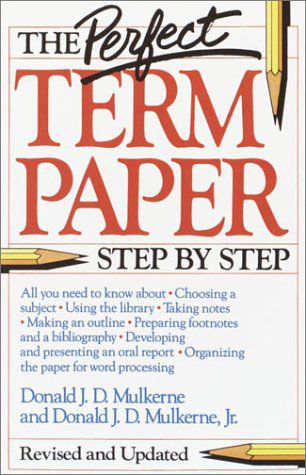 THE Perfect
TERM
PAPER
STEP BY STEP
All you need to know about • Choosing a
subject • Using the library • Taking notes
• Making an outline • Preparing footnotes
and a bibliography • Developing
and presenting an oral report • Organizing
the paper for word processing
Donald J. D. Mulkerne
and Donald J. D. Mulkerne, Jr.
Revised and Updated